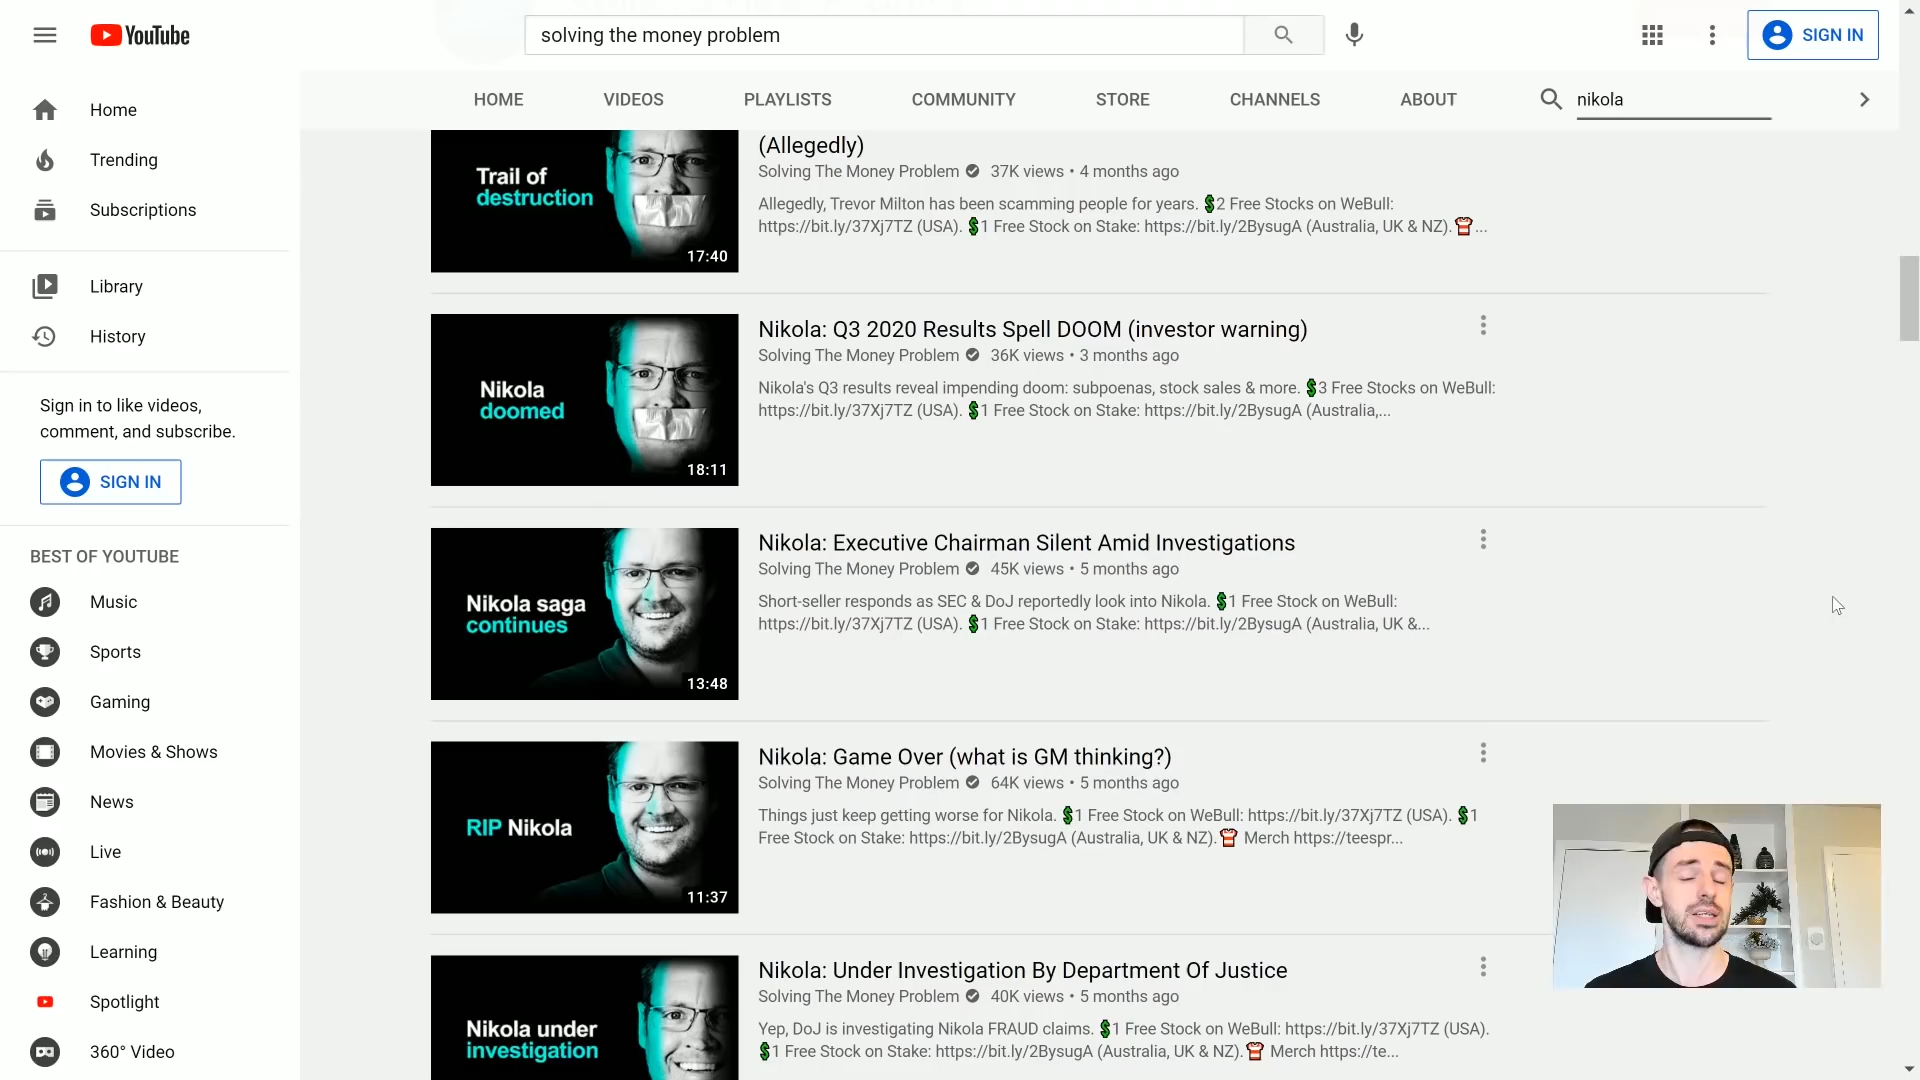 YouTube
solving the money problem
SIGN IN
HOME
VIDEOS
PLAYLISTS
COMMUNITY
STORE
CHANNELS
ABOUT
nikola
Home
Trending
Subscriptions
Library
History
Sign in to like videos,
comment, and subscribe.
SIGN IN
BEST OF YOUTUBE
Music
Sports
Gaming
Movies & Shows
News
Live
Fashion & Beauty
Learning
Spotlight
360° Video
Trail of
destruction
17:40
(Allegedly)
Solving The Money Problem 37K views • 4 months ago
Allegedly, Trevor Milton has been scamming people for years. 💲2 Free Stocks on WeBull:
https://bit.ly/37Xj7TZ (USA). 💲1 Free Stock on Stake: https://bit.ly/2BysugA (Australia, UK & NZ).👕...
Nikola
doomed
18:11
Nikola: Q3 2020 Results Spell DOOM (investor warning)
Solving The Money Problem 36K views • 3 months ago
Nikola's Q3 results reveal impending doom: subpoenas, stock sales & more. 💲3 Free Stocks on WeBull:
https://bit.ly/37Xj7TZ (USA). 💲1 Free Stock on Stake: https://bit.ly/2BysugA (Australia,...
Nikola saga
continues
13:48
Nikola: Executive Chairman Silent Amid Investigations
Solving The Money Problem 45K views • 5 months ago
Short-seller responds as SEC & DoJ reportedly look into Nikola. 💲1 Free Stock on WeBull:
https://bit.ly/37Xj7TZ (USA). 💲1 Free Stock on Stake: https://bit.ly/2BysugA (Australia, UK &...
RIP Nikola
11:37
Nikola: Game Over (what is GM thinking?)
Solving The Money Problem 64K views • 5 months ago
Things just keep getting worse for Nikola. 💲1 Free Stock on WeBull: https://bit.ly/37Xj7TZ (USA). 💲1
Free Stock on Stake: https://bit.ly/2BysugA (Australia, UK & NZ).👕 Merch https://teespr...
Nikola under
investigation
Nikola: Under Investigation By Department Of Justice
Solving The Money Problem 40K views • 5 months ago
Yep, DoJ is investigating Nikola FRAUD claims. 💲1 Free Stock on WeBull: https://bit.ly/37Xj7TZ (USA).
💲1 Free Stock on Stake: https://bit.ly/2BysugA (Australia, UK & NZ).👕 Merch https://te...